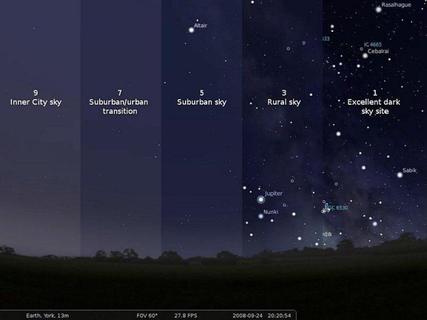 Rasalhague
Altair
IC 4665
Cebalrai
9
Inner City sky
7
Suburban/urban
transition
5
Suburban sky
3
Rural sky
1
Excellent dark
sky site
Sabik
Jupiter
Nunki
Earth, York, 13m
FOV 60°
27.8 FPS
2008-09-24 20:20:54